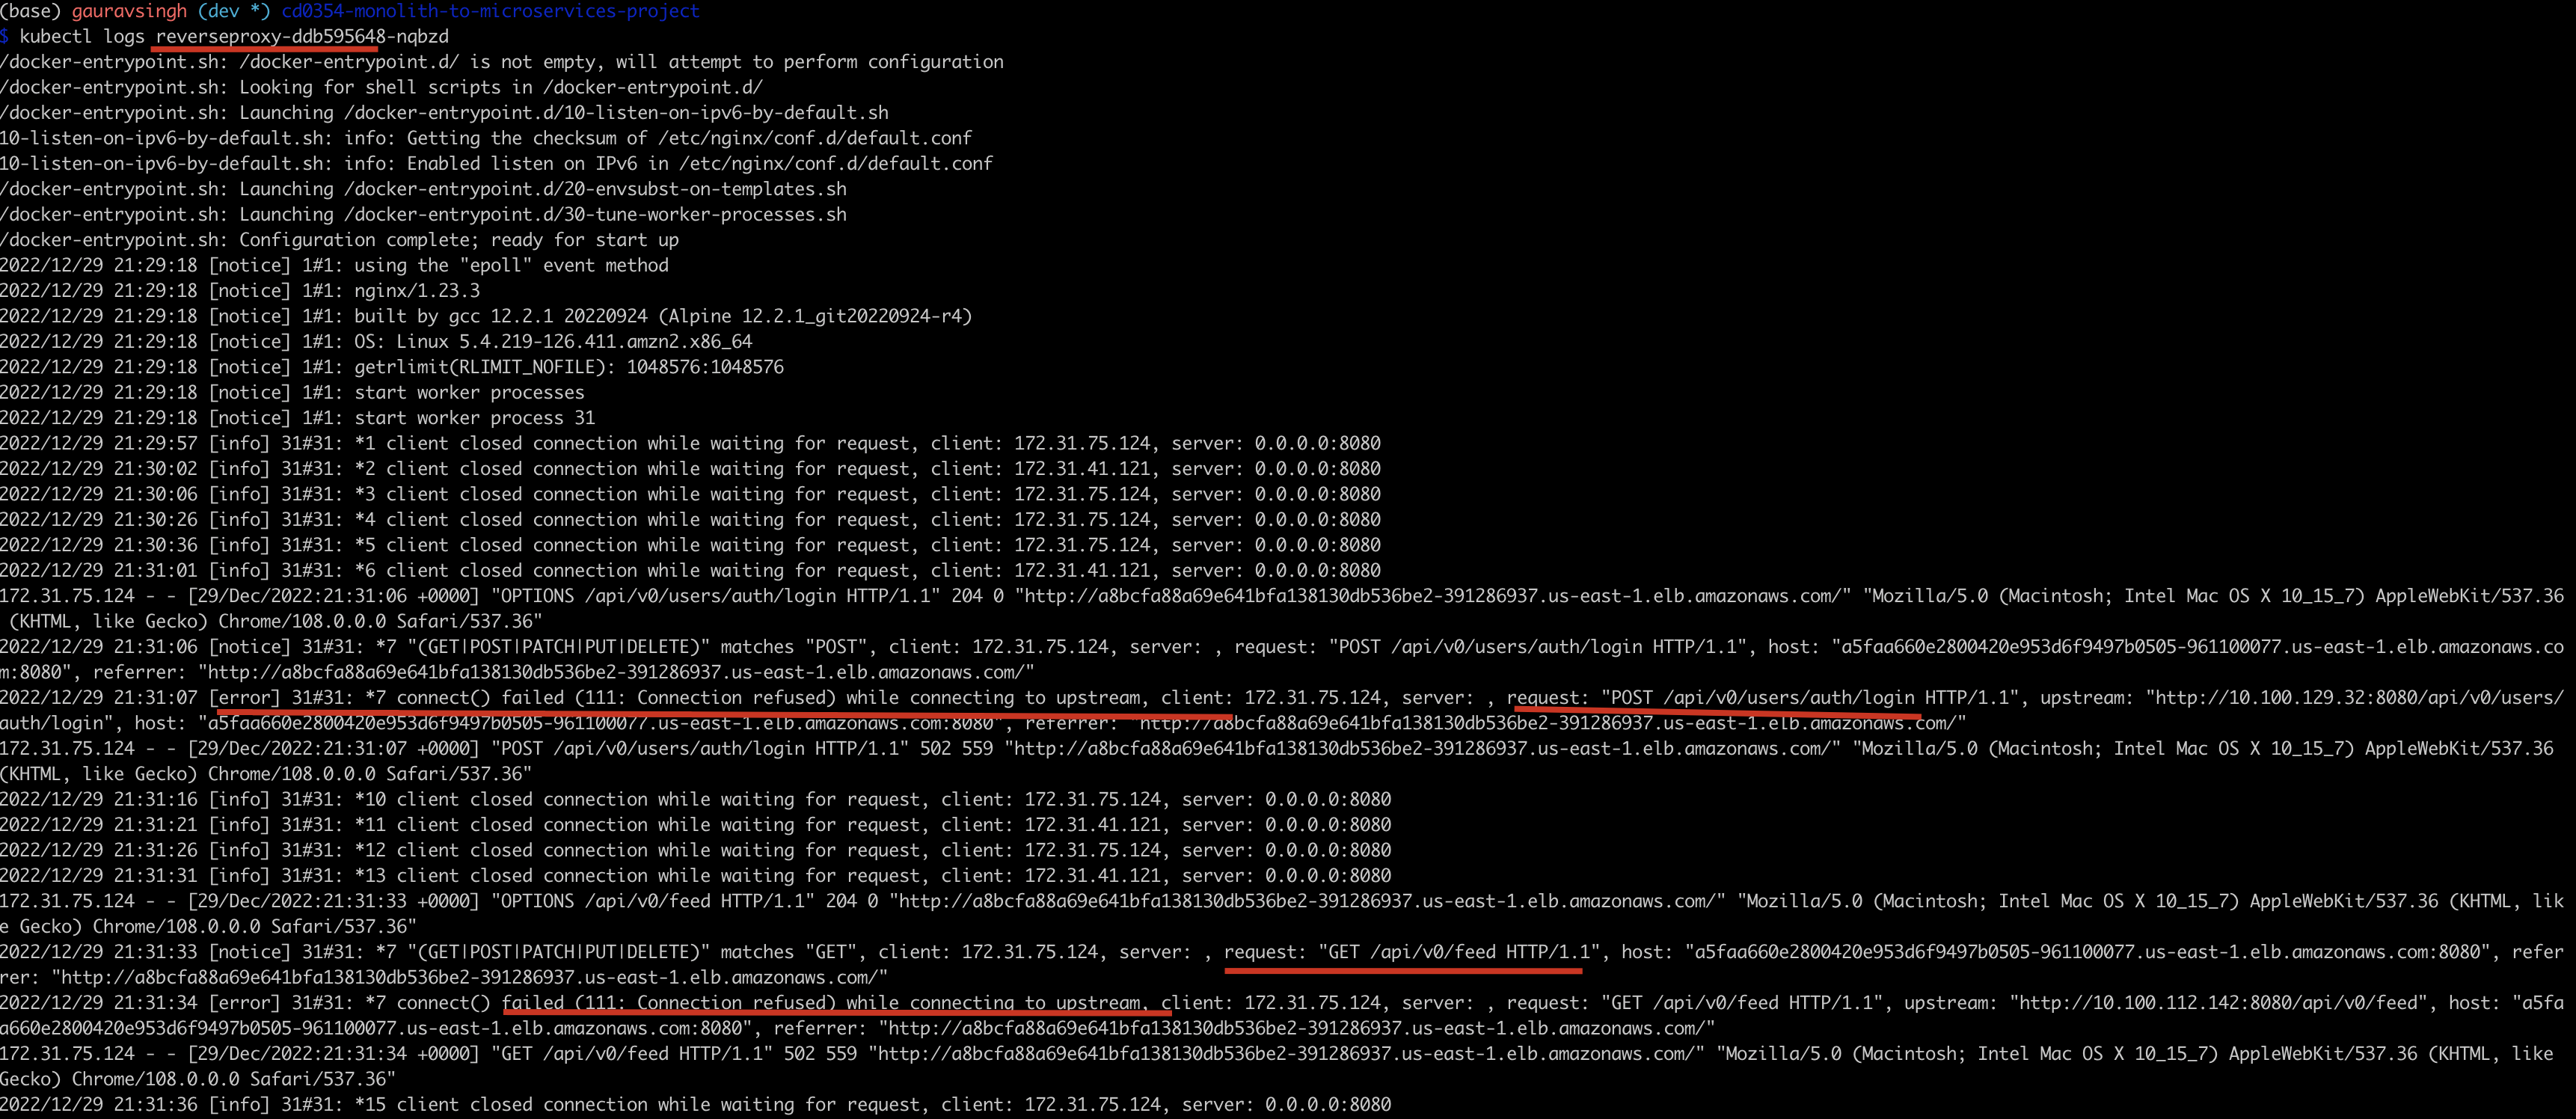 (base) gauravsingh (dev *) cd0354-monolith-to-microservices-project
$ kubectl logs reverseproxy-ddb595648-nqbzd
/docker-entrypoint.sh: /docker-entrypoint.d/ is not empty, will attempt to perform configuration
/docker-entrypoint.sh: Looking for shell scripts in /docker-entrypoint.d/
/docker-entrypoint.sh: Launching /docker-entrypoint.d/10-listen-on-ipv6-by-default.sh
10-listen-on-ipv6-by-default.sh: info: Getting the checksum of /etc/nginx/conf.d/default.conf
10-listen-on-ipv6-by-default.sh: info: Enabled listen on IPv6 in /etc/nginx/conf.d/default.conf
/docker-entrypoint.sh: Launching /docker-entrypoint.d/20-envsubst-on-templates.sh
/docker-entrypoint.sh: Launching /docker-entrypoint.d/30-tune-worker-processes.sh
/docker-entrypoint.sh: Configuration complete; ready for start up
2022/12/29 21:29:18 [notice] 1#1: using the "epoll" event method
2022/12/29 21:29:18 [notice] 1#1: nginx/1.23.3
2022/12/29 21:29:18 [notice] 1#1: built by gcc 12.2.1 20220924 (Alpine 12.2.1_git20220924-r4)
2022/12/29 21:29:18 [notice] 1#1: OS: Linux 5.4.219-126.411.amzn2.x86_64
2022/12/29 21:29:18 [notice] 1#1: getrlimit(RLIMIT_NOFILE): 1048576:1048576
2022/12/29 21:29:18 [notice] 1#1: start worker processes
2022/12/29 21:29:18 [notice] 1#1: start worker process 31
2022/12/29 21:29:57 [info] 31#31: *1 client closed connection while waiting for request, client: 172.31.75.124, server: 0.0.0.0:8080
2022/12/29 21:30:02 [info] 31#31: *2 client closed connection while waiting for request, client: 172.31.41.121, server: 0.0.0.0:8080
2022/12/29 21:30:06 [info] 31#31: *3 client closed connection while waiting for request, client: 172.31.75.124, server: 0.0.0.0:8080
2022/12/29 21:30:26 [info] 31#31: *4 client closed connection while waiting for request, client: 172.31.75.124, server: 0.0.0.0:8080
2022/12/29 21:30:36 [info] 31#31: *5 client closed connection while waiting for request, client: 172.31.75.124, server: 0.0.0.0:8080
2022/12/29 21:31:01 [info] 31#31: *6 client closed connection while waiting for request, client: 172.31.41.121, server: 0.0.0.0:8080
172.31.75.124 - - [29/Dec/2022:21:31:06 +0000] "OPTIONS /api/v0/users/auth/login HTTP/1.1" 204 0 "http://a8bcfa88a69e641bfa138130db536be2-391286937.us-east-1.elb.amazonaws.com/" "Mozilla/5.0 (Macintosh; Intel Mac OS X 10_15_7) AppleWebKit/537.36
(KHTML, like Gecko) Chrome/108.0.0.0 Safari/537.36"
2022/12/29 21:31:06 [notice] 31#31: *7 "(GET|POST|PATCH|PUT|DELETE)" matches "POST", client: 172.31.75.124, server: , request: "POST /api/v0/users/auth/login HTTP/1.1", host: "a5faa660e2800420e953d6f9497b0505-961100077.us-east-1.elb.amazonaws.co
m:8080", referrer: "http://a8bcfa88a69e641bfa138130db536be2-391286937.us-east-1.elb.amazonaws.com/"
2022/12/29 21:31:07 [error] 31#31: *7 connect() failed (111: Connection refused) while connecting to upstream, client: 172.31.75.124, server: , request: "POST /api/v0/users/auth/login HTTP/1.1", upstream: "http://10.100.129.32:8080/api/v0/users/
auth/login", host: "a5faa660e2800420e953d6f9497b0505-961100077.us-east-1.elb.amazonaws.com:8080", referrer: "http://a8bcfa88a69e641bfa138130db536be2-391286937.us-east-1.elb.amazonaws.com/"
172.31.75.124 - - [29/Dec/2022:21:31:07 +0000] "POST /api/v0/users/auth/login HTTP/1.1" 502 559 "http://a8bcfa88a69e641bfa138130db536be2-391286937.us-east-1.elb.amazonaws.com/" "Mozilla/5.0 (Macintosh; Intel Mac OS X 10_15_7) AppleWebKit/537.36
(KHTML, like Gecko) Chrome/108.0.0.0 Safari/537.36"
2022/12/29 21:31:16 [info] 31#31: *10 client closed connection while waiting for request, client: 172.31.75.124, server: 0.0.0.0:8080
2022/12/29 21:31:21 [info] 31#31: *11 client closed connection while waiting for request, client: 172.31.41.121, server: 0.0.0.0:8080
2022/12/29 21:31:26 [info] 31#31: *12 client closed connection while waiting for request, client: 172.31.75.124, server: 0.0.0.0:8080
2022/12/29 21:31:31 [info] 31#31: *13 client closed connection while waiting for request, client: 172.31.41.121, server: 0.0.0.0:8080
172.31.75.124 - - [29/Dec/2022:21:31:33 +0000] "OPTIONS /api/v0/feed HTTP/1.1" 204 0 "http://a8bcfa88a69e641bfa138130db536be2-391286937.us-east-1.elb.amazonaws.com/" "Mozilla/5.0 (Macintosh; Intel Mac OS X 10_15_7) AppleWebKit/537.36 (KHTML, lik
e Gecko) Chrome/108.0.0.0 Safari/537.36"
2022/12/29 21:31:33 [notice] 31#31: *7 "(GET|POST|PATCH|PUT|DELETE)" matches "GET", client: 172.31.75.124, server: , request: "GET /api/v0/feed HTTP/1.1", host: "a5faa660e2800420e953d6f9497b0505-961100077.us-east-1.elb.amazonaws.com:8080", refer
rer: "http://a8bcfa88a69e641bfa138130db536be2-391286937.us-east-1.elb.amazonaws.com/"
2022/12/29 21:31:34 [error] 31#31: *7 connect() failed (111: Connection refused) while connecting to upstream, client: 172.31.75.124, server: , request: "GET /api/v0/feed HTTP/1.1", upstream: "http://10.100.112.142:8080/api/v0/feed", host: "a5fa
a660e2800420e953d6f9497b0505-961100077.us-east-1.elb.amazonaws.com:8080", referrer: "http://a8bcfa88a69e641bfa138130db536be2-391286937.us-east-1.elb.amazonaws.com/"
172.31.75.124 - - [29/Dec/2022:21:31:34 +0000] "GET /api/v0/feed HTTP/1.1" 502 559 "http://a8bcfa88a69e641bfa138130db536be2-391286937.us-east-1.elb.amazonaws.com/" "Mozilla/5.0 (Macintosh; Intel Mac OS X 10_15_7) AppleWebKit/537.36 (KHTML, like
Gecko) Chrome/108.0.0.0 Safari/537.36"
2022/12/29 21:31:36 [info] 31#31: *15 client closed connection while waiting for request, client: 172.31.75.124, server: 0.0.0.0:8080